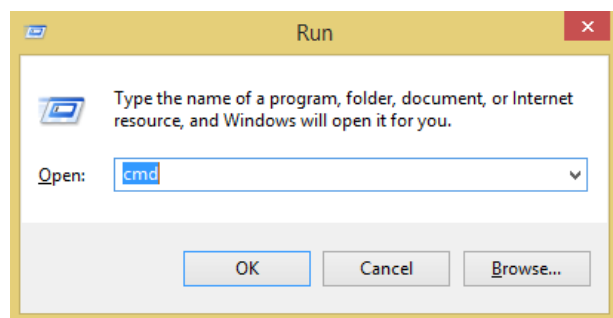 Run
Type the name of a program, folder, document, or Internet
resource, and Windows will open it for you.
Open: cmd
OK Cancel Browse...